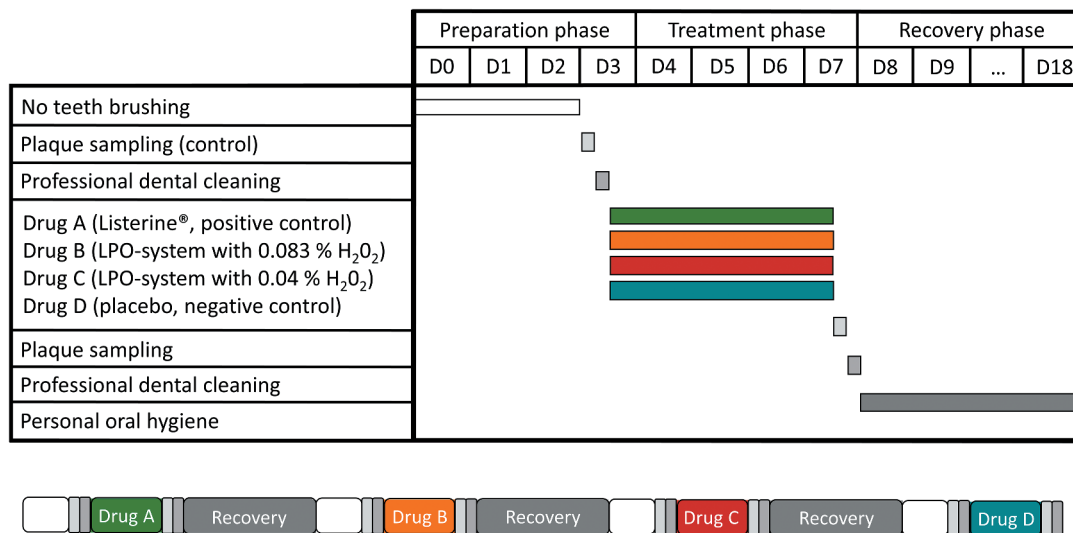 Preparation phase Treatment phase Recovery phase
D0 D1 D2 D3 D4 D5 D6 D7 D8 D9 ... D18
No teeth brushing
Plaque sampling (control)
Professional dental cleaning
Drug A (Listerine®, positive control)
Drug B (LPO-system with 0.083 % H₂0₂)
Drug C (LPO-system with 0.04 % H₂0₂)
Drug D (placebo, negative control)
Plaque sampling
Professional dental cleaning
Personal oral hygiene
Drug A Recovery Drug B Recovery Drug C Recovery Drug D